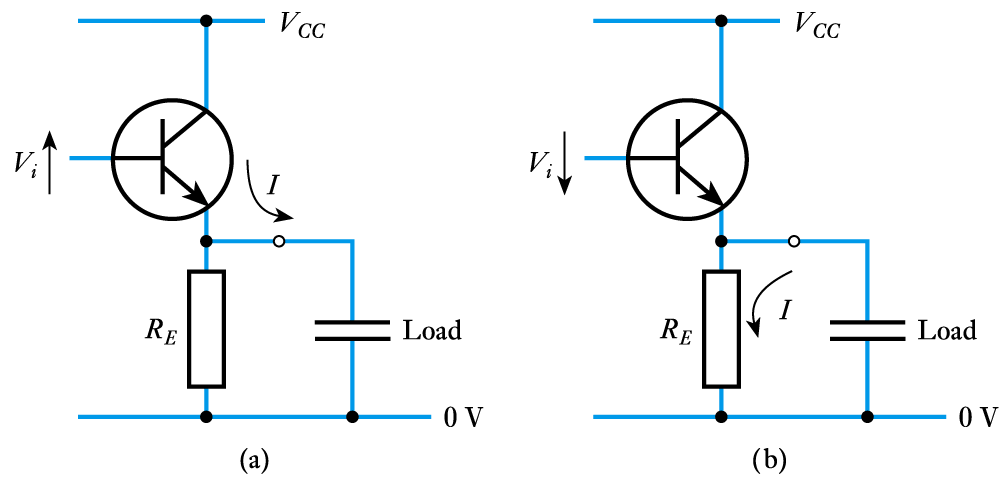 V_CC
V_CC
V_i
I
V_i
R_E
Load
R_E
I
Load
0 V
0 V
(a)
(b)